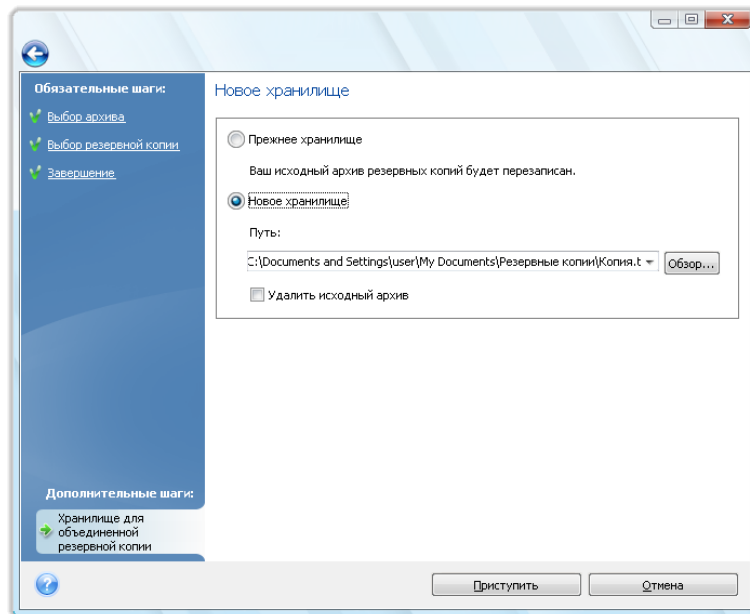 Обязательные шаги:
Выбор архива
Выбор резервной копии
Завершение
Новое хранилище
Прежнее хранилище
Ваш исходный архив резервных копий будет перезаписан.
Новое хранилище
Путь:
C:\Documents and Settings\user\My Documents\Резервные копии\Копия.t
Обзор...
Удалить исходный архив
Дополнительные шаги:
Хранилище для
объединенной
резервной копии
Приступить
Отмена